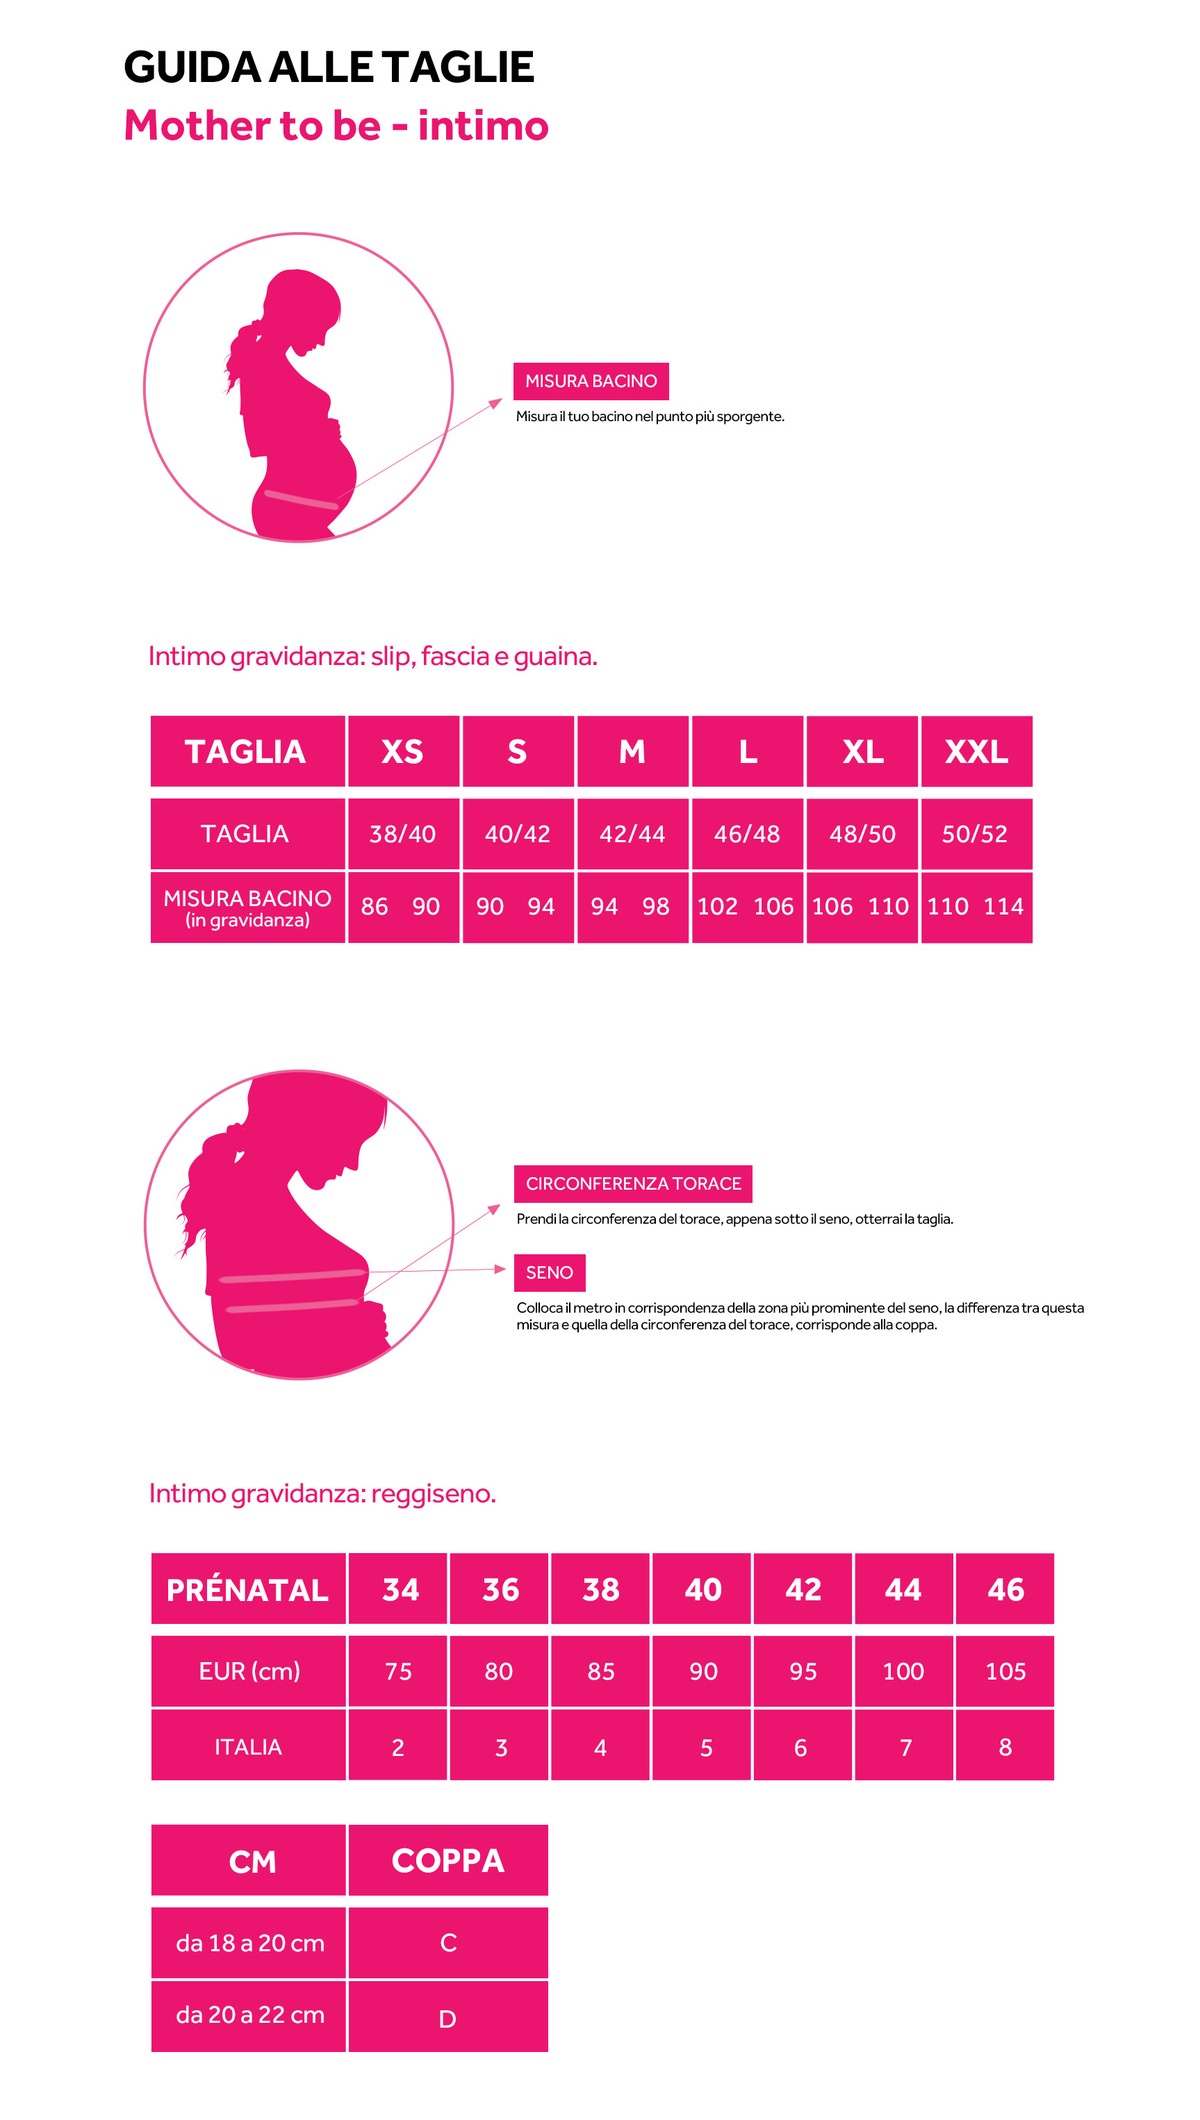 GUIDA ALLE TAGLIE
Mother to be - intimo
MISURA BACINO
Misura il tuo bacino nel punto più sporgente.
Intimo gravidanza: slip, fascia e guaina.
TAGLIA XS S M L XL XXL
TAGLIA 38/40 40/42 42/44 46/48 48/50 50/52
MISURA BACINO
(in gravidanza) 86 90 90 94 94 98 102 106 106 110 110 114
CIRCONFERENZA TORACE
Prendi la circonferenza del torace, appena sotto il seno, otterrai la taglia.
SENO
Colloca il metro in corrispondenza della zona più prominente del seno, la differenza tra questa
misura e quella della circonferenza del torace, corrisponde alla coppa.
Intimo gravidanza: reggiseno.
PRÉNATAL 34 36 38 40 42 44 46
EUR (cm) 75 80 85 90 95 100 105
ITALIA 2 3 4 5 6 7 8
CM COPPA
da 18 a 20 cm C
da 20 a 22 cm D